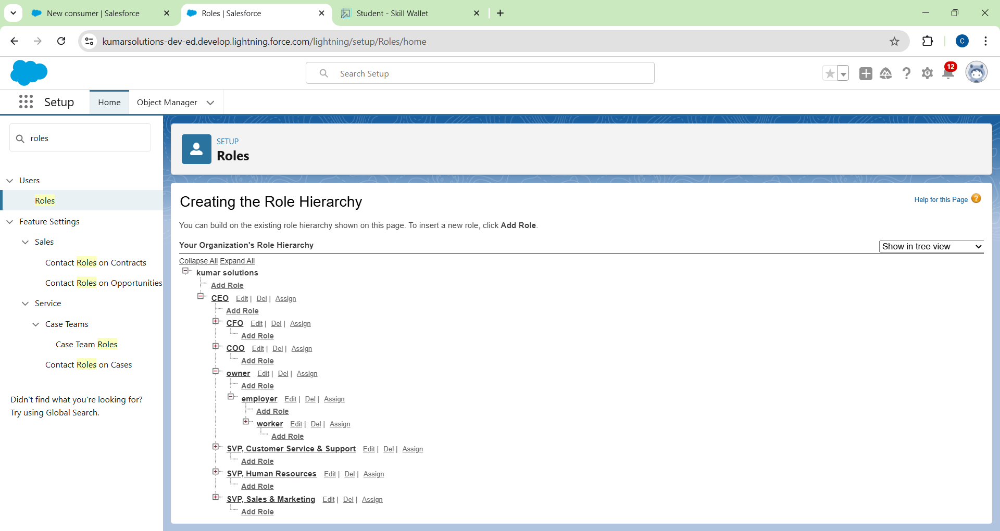 New consumer | Salesforce
Roles | Salesforce
Student - Skill Wallet
kumarsolutions-dev-ed.develop.lightning.force.com/lightning/setup/Roles/home
C
Search Setup
12
Setup
Home
Object Manager
roles
Users
Roles
Feature Settings
Sales
Contact Roles on Contracts
Contact Roles on Opportunities
Service
Case Teams
Case Team Roles
Contact Roles on Cases
Didn't find what you're looking for?
Try using Global Search.
SETUP
Roles
Creating the Role Hierarchy
Help for this Page ?
You can build on the existing role hierarchy shown on this page. To insert a new role, click Add Role.
Your Organization's Role Hierarchy
Show in tree view
Collapse All Expand All
kumar solutions
Add Role
CEO Edit | Del | Assign
Add Role
CFO Edit | Del | Assign
Add Role
COO Edit | Del | Assign
Add Role
owner Edit | Del | Assign
Add Role
employer Edit | Del | Assign
Add Role
worker Edit | Del | Assign
Add Role
SVP, Customer Service & Support Edit | Del | Assign
Add Role
SVP, Human Resources Edit | Del | Assign
Add Role
SVP, Sales & Marketing Edit | Del | Assign
Add Role